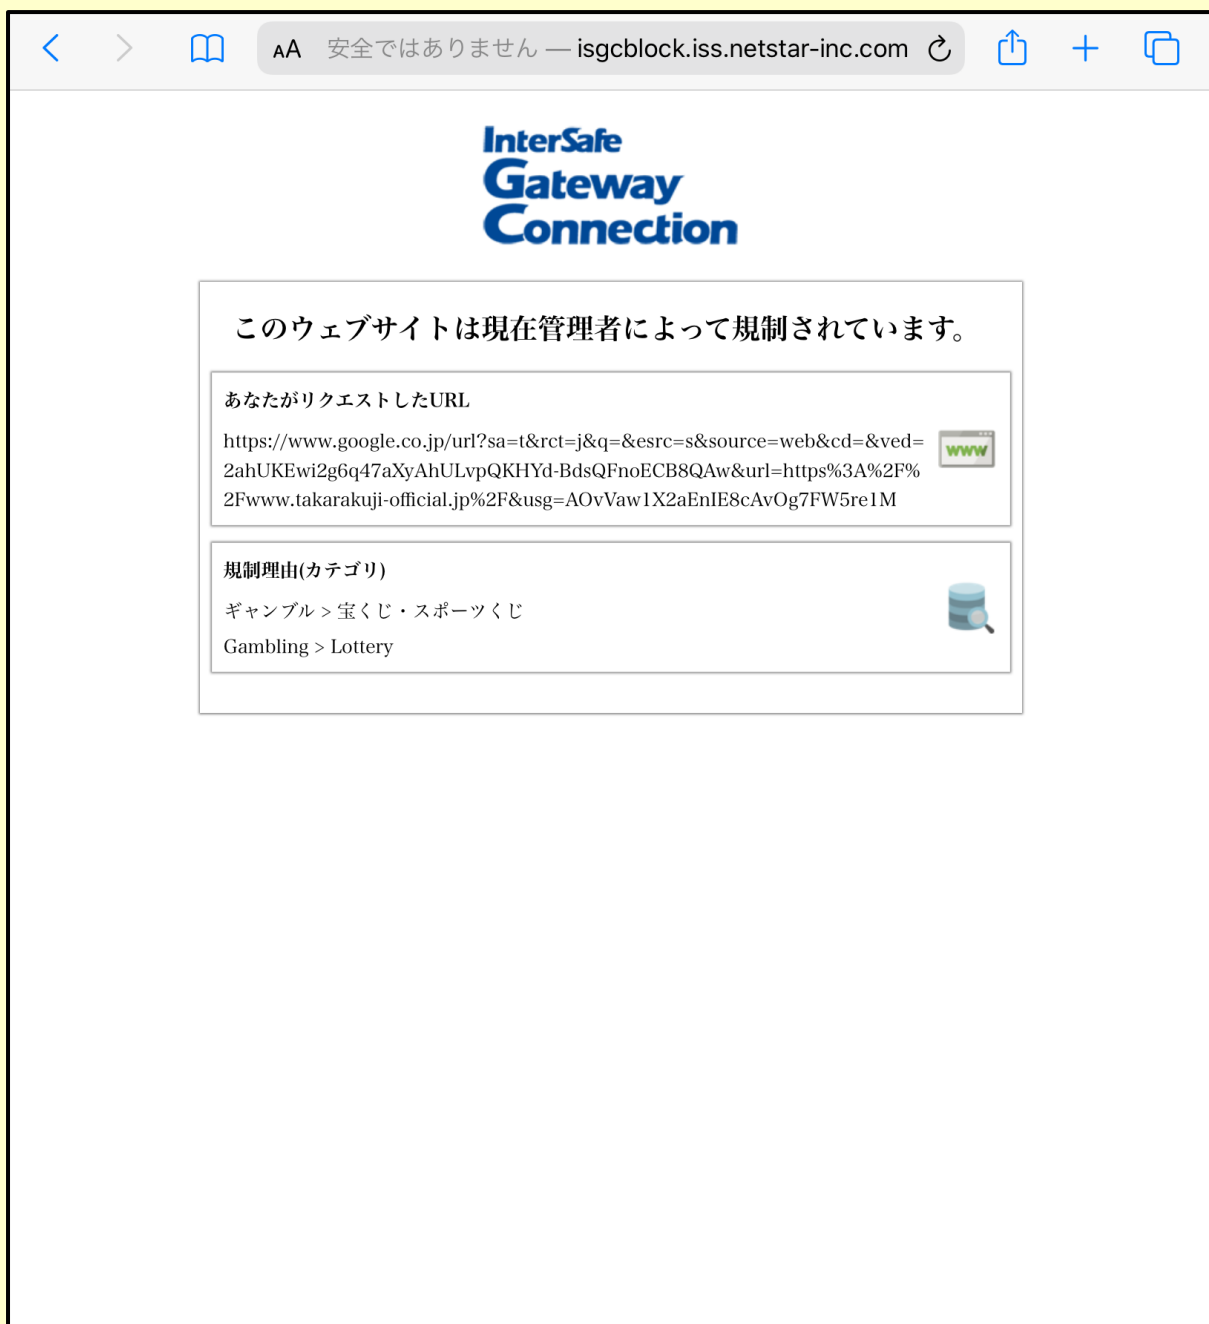 AA 安全ではありません — isgcblock.iss.netstar-inc.com
InterSafe
Gateway
Connection
このウェブサイトは現在管理者によって規制されています。
あなたがリクエストしたURL
https://www.google.co.jp/url?sa=t&rct=j&q=&esrc=s&source=web&cd=&ved=
2ahUKEwi2g6q47aXyAhULvpQKHYd-BdsQFnoECB8QAw&url=https%3A%2F%
2Fwww.takarakuji-official.jp%2F&usg=AOvVaw1X2aEnIE8cAvOg7FW5re1M
WWW
規制理由(カテゴリ)
ギャンブル > 宝くじ・スポーツくじ
Gambling > Lottery